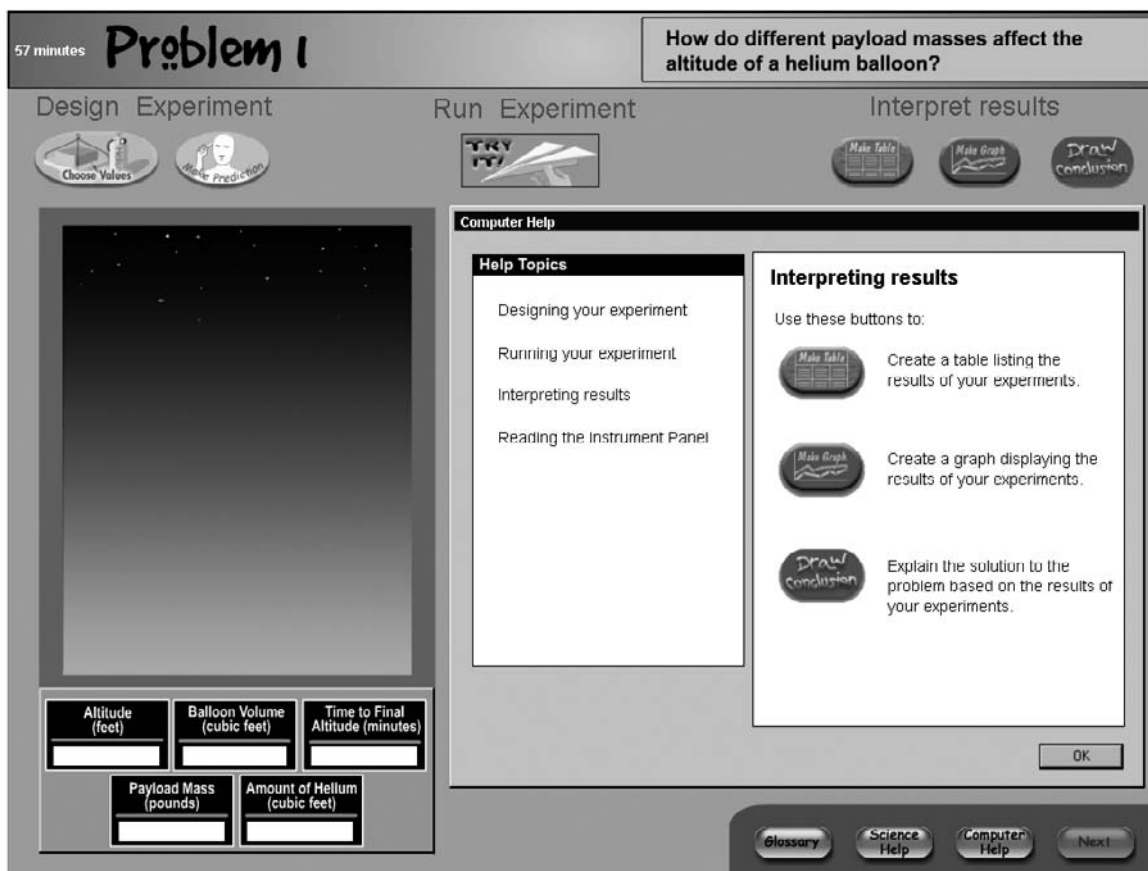 57 minutes
Problem 1
How do different payload masses affect the
altitude of a helium balloon?
Design Experiment
Run Experiment
Interpret results
Choose Values
Make Prediction
TRY
IT!
Make Table
Make Graph
Draw
conclusion
Computer Help
Help Topics
Designing your experiment
Running your experiment
Interpreting results
Reading the Instrument Panel
Interpreting results
Use these buttons to:
Make Table
Create a table listing the
results of your experments.
Make Graph
Create a graph displaying the
results of your experiments.
Draw
conclusion
Explain the solution to the
problem based on the results of
your experiments.
OK
Altitude
(feet)
Balloon Volume
(cubic feet)
Time to Final
Altitude (minutes)
Payload Mass
(pounds)
Amount of Helium
(cubic feet)
Glossary
Science
Help
Computer
Help
Next